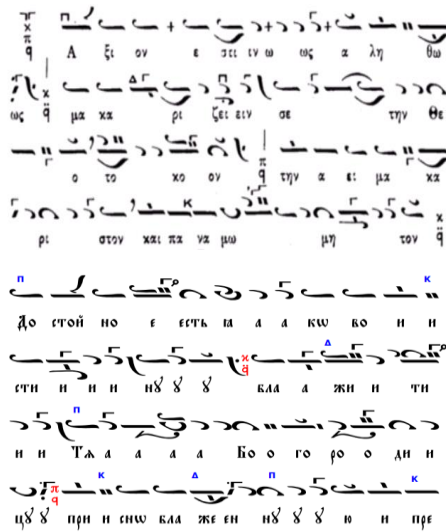 Α ξι ον ε στι ιν ω ως α λη θω
ως μα κα ρι ζει ειν σε την Θε
ο το κο ον την α ει μα κα
ρι στον και πα να μω μη τον
До стой но е есть ꙗ а а кѡ во и и
сти и и и нꙋ ꙋ ꙋ бла а жи и ти
и и Тѧ а а а а Бо о го ро о ди и
цꙋ ꙋ при и снѡ бла же ен нꙋ ꙋ ꙋ ю и пре